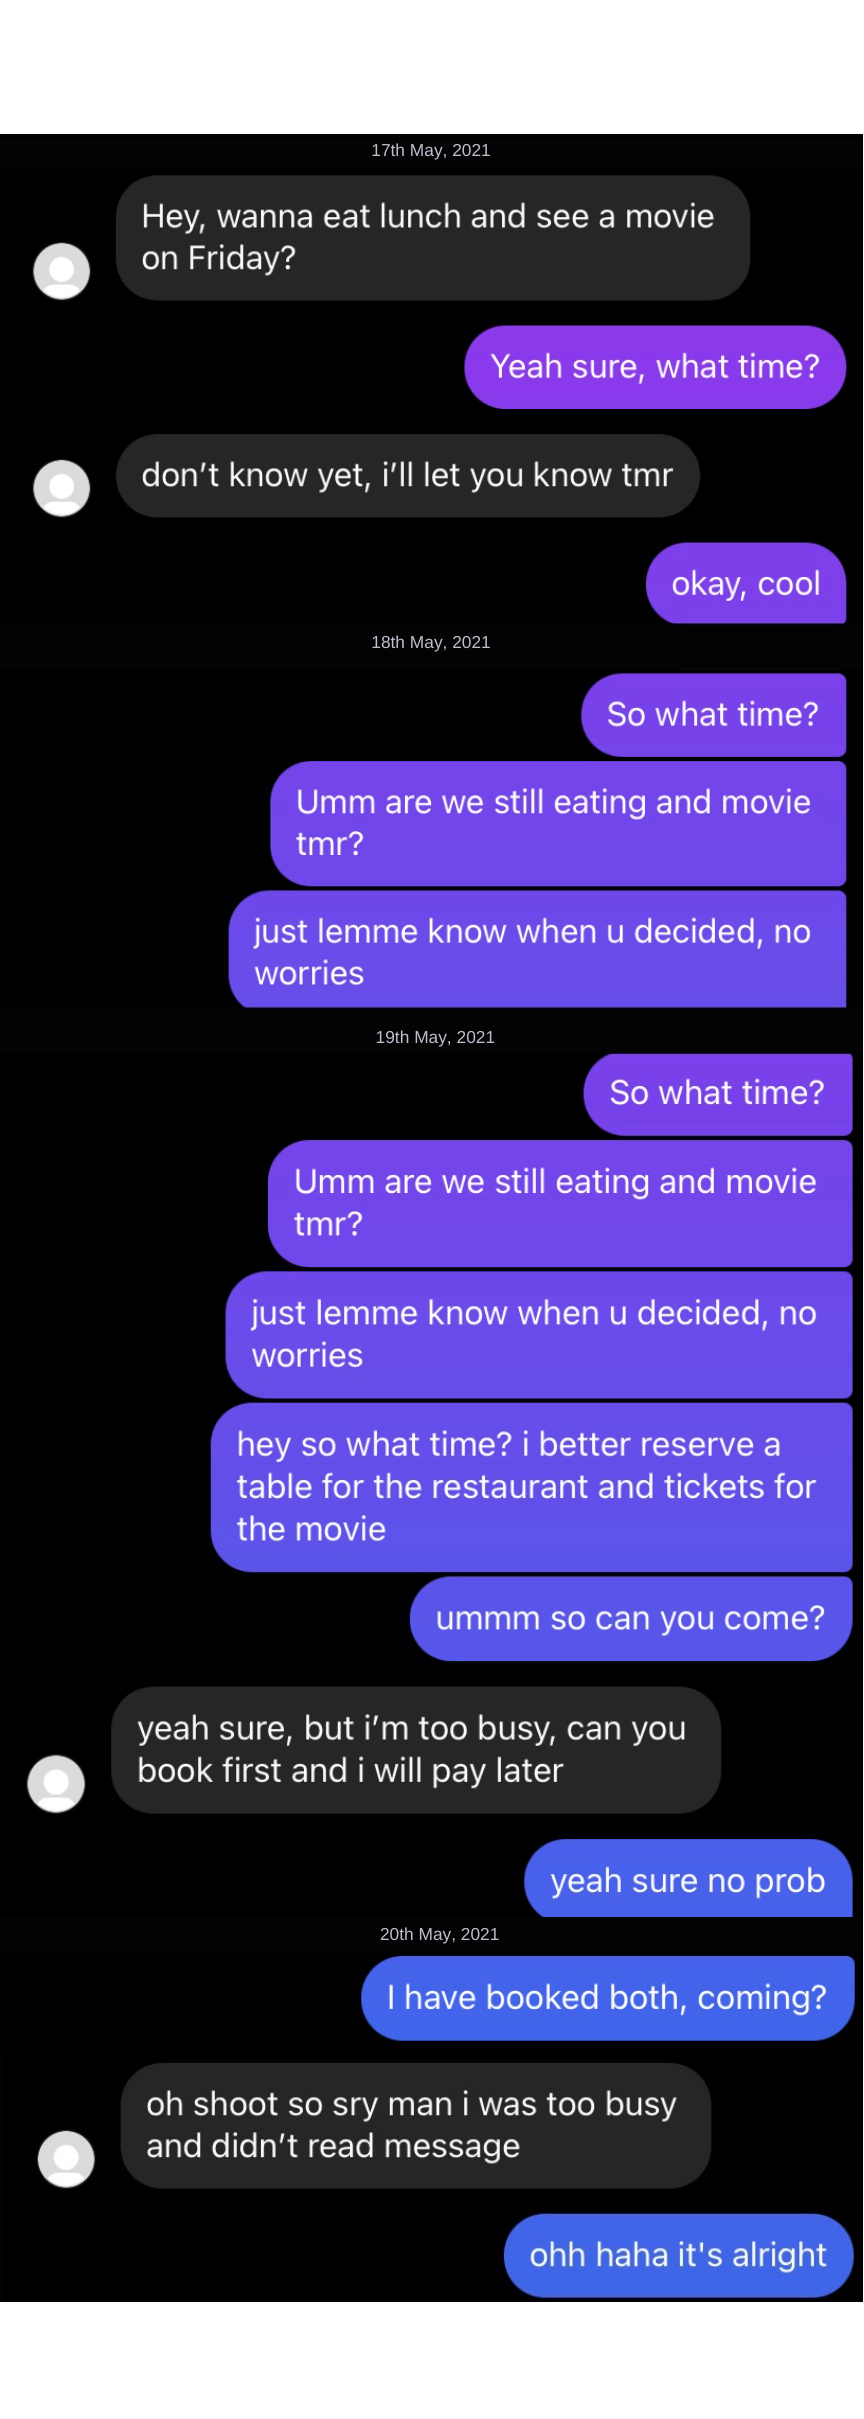 17th May, 2021
Hey, wanna eat lunch and see a movie
on Friday?
Yeah sure, what time?
don’t know yet, i’ll let you know tmr
okay, cool
18th May, 2021
So what time?
Umm are we still eating and movie
tmr?
just lemme know when u decided, no
worries
19th May, 2021
So what time?
Umm are we still eating and movie
tmr?
just lemme know when u decided, no
worries
hey so what time? i better reserve a
table for the restaurant and tickets for
the movie
ummm so can you come?
yeah sure, but i’m too busy, can you
book first and i will pay later
yeah sure no prob
20th May, 2021
I have booked both, coming?
oh shoot so sry man i was too busy
and didn’t read message
ohh haha it's alright